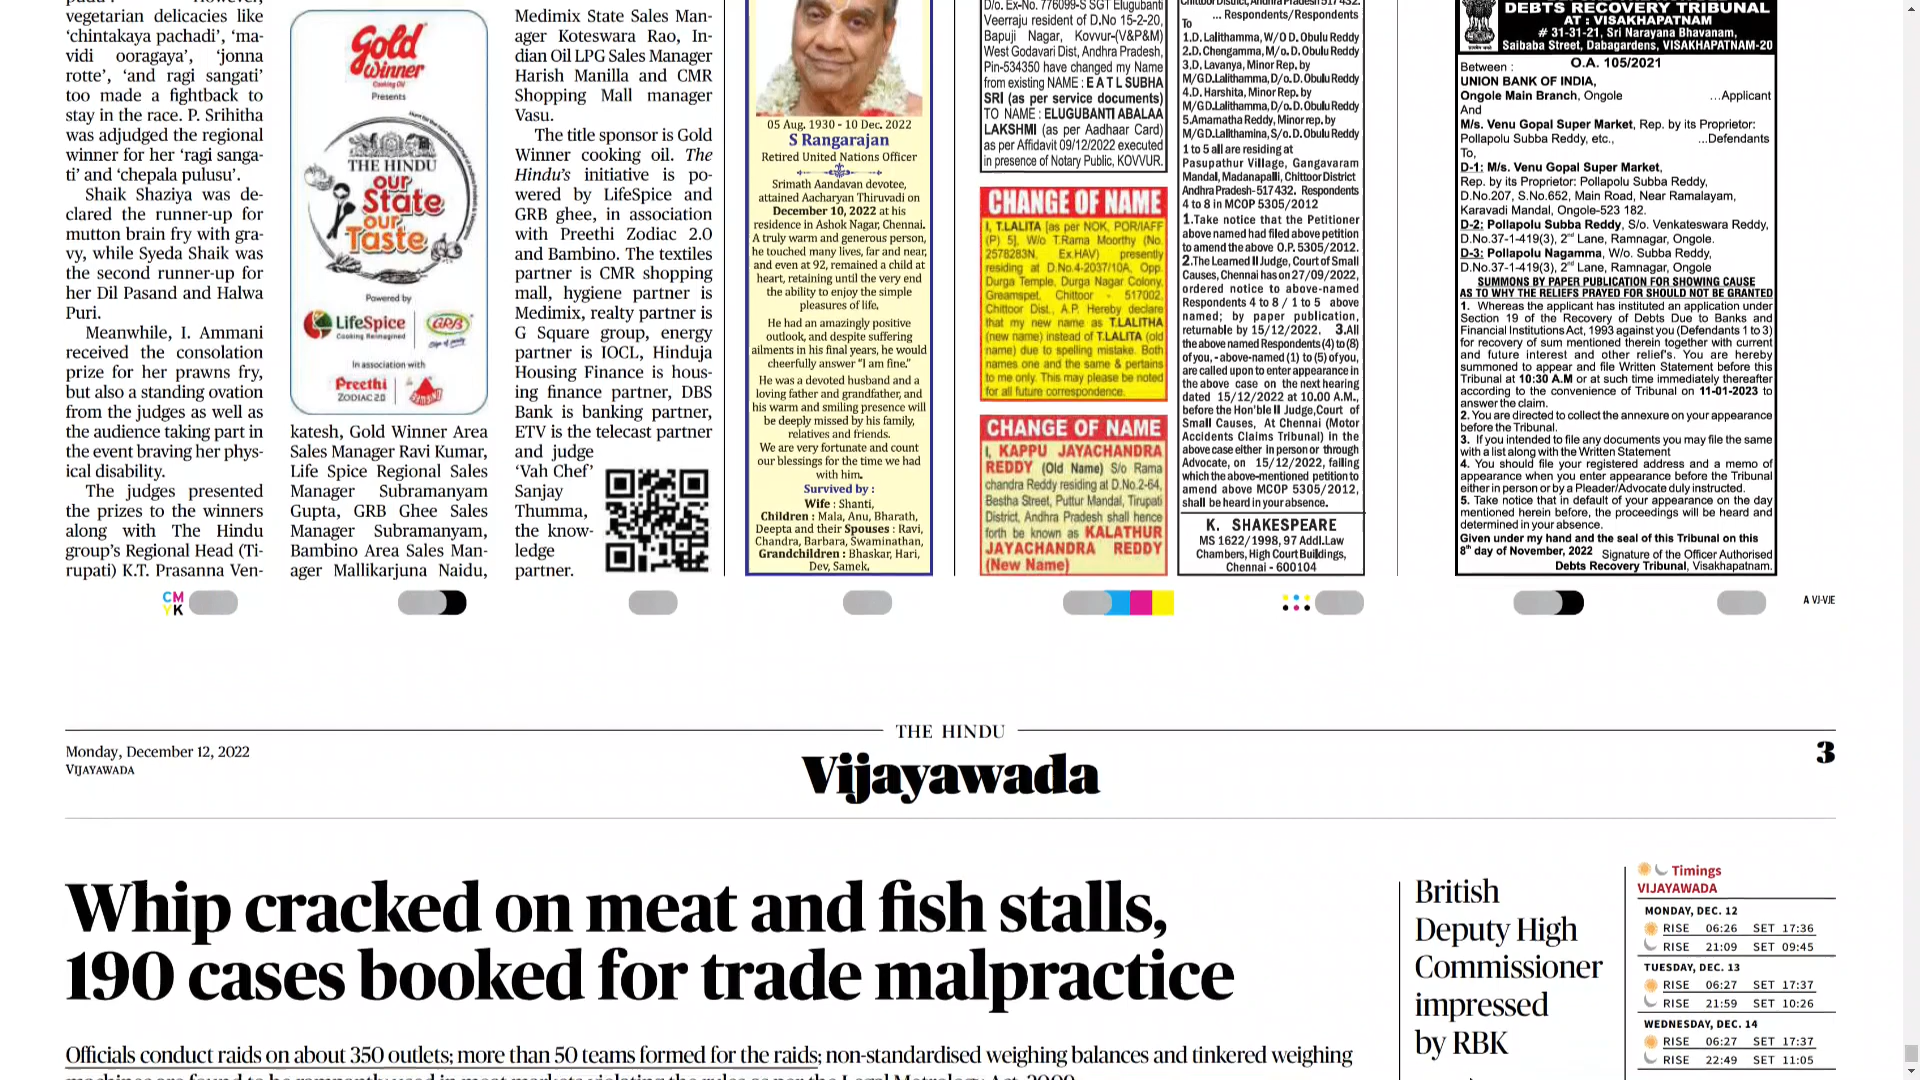 vegetarian delicacies like
'chintakaya pachadi', 'ma-
vidi ooragaya', 'jonna
rotte', 'and ragi sangati'
too made a fightback to
stay in the race. P. Srihitha
was adjudged the regional
winner for her 'ragi sanga-
ti' and 'chepala pulusu'.
Shaik Shaziya was de-
clared the runner-up for
mutton brain fry with gra-
vy, while Syeda Shaik was
the second runner-up for
her Dil Pasand and Halwa
Puri.
Meanwhile, I. Ammani
received the consolation
prize for her prawns fry,
but also a standing ovation
from the judges as well as
the audience taking part in
the event braving her phys-
ical disability.
The judges presented
the prizes to the winners
along with The Hindu
group's Regional Head (Ti-
rupati) K.T. Prasanna Ven-
Gold
Winner
Cooking Oil
Presents
THE HINDU
our
State
our
Taste
Powered by
LifeSpice
Cooking Reimagined
GRB
In association with
Preethi
ZODIAC 2.0
katesh, Gold Winner Area
Sales Manager Ravi Kumar,
Life Spice Regional Sales
Manager Subramanyam
Gupta, GRB Ghee Sales
Manager Subramanyam,
Bambino Area Sales Man-
ager Mallikarjuna Naidu,
Medimix State Sales Man-
ager Koteswara Rao, In-
dian Oil LPG Sales Manager
Harish Manilla and CMR
Shopping Mall manager
Vasu.
The title sponsor is Gold
Winner cooking oil. The
Hindu's initiative is po-
wered by LifeSpice and
GRB ghee, in association
with Preethi Zodiac 2.0
and Bambino. The textiles
partner is CMR shopping
mall, hygiene partner is
Medimix, realty partner is
G Square group, energy
partner is IOCL, Hinduja
Housing Finance is hous-
ing finance partner, DBS
Bank is banking partner,
ETV is the telecast partner
and judge
'Vah Chef'
Sanjay
Thumma,
the know-
ledge
partner.
05 Aug. 1930 - 10 Dec. 2022
S Rangarajan
Retired United Nations Officer
Srimath Aandavan devotee,
attained Aacharyan Thiruvadi on
December 10, 2022 at his
residence in Ashok Nagar, Chennai.
A truly warm and generous person,
he touched many lives, far and near,
and even at 92, remained a child at
heart, retaining until the very end
the ability to enjoy the simple
pleasures of life.
He had an amazingly positive
outlook, and despite suffering
ailments in his final years, he would
cheerfully answer "I am fine."
He was a devoted husband and a
loving father and grandfather, and
his warm and smiling presence will
be deeply missed by his family,
relatives and friends.
We are very fortunate and count
our blessings for the time we had
with him.
Survived by :
Wife : Shanti,
Children : Mala, Anu, Bharath,
Deepta and their Spouses : Ravi,
Chandra, Barbara, Swaminathan,
Grandchildren : Bhaskar, Hari,
Dev, Samek.
D/o. Ex-No. 776099-S SGT Elugubanti
Veerraju resident of D.No 15-2-20,
Bapuji Nagar, Kovvur-(V&P&M)
West Godavari Dist, Andhra Pradesh,
Pin-534350 have changed my Name
from existing NAME : E A T L SUBHA
SRI (as per service documents)
TO NAME : ELUGUBANTI ABALAA
LAKSHMI (as per Aadhaar Card)
as per Affidavit 09/12/2022 executed
in presence of Notary Public, KOVVUR.
CHANGE OF NAME
I, T.LALITA [as per NOK, POR/IAFF
(P) 5], W/o T.Rama Moorthy (No.
2578283N, Ex.HAV) presently
residing at D.No.4-2037/10A, Opp.
Durga Temple, Durga Nagar Colony,
Greamspet, Chittoor - 517002,
Chittoor Dist., A.P. Hereby declare
that my new name as T.LALITHA
(new name) instead of T.LALITA (old
name) due to spelling mistake. Both
names one and the same & pertains
to me only. This may please be noted
for all future correspondence.
CHANGE OF NAME
I, KAPPU JAYACHANDRA
REDDY (Old Name) S/o Rama
chandra Reddy residing at D.No.2-64,
Bestha Street, Puttur Mandal, Tirupati
District, Andhra Pradesh shall hence
forth be known as KALATHUR
JAYACHANDRA REDDY
(New Name)
Chittoor District, Andhra Pradesh 517 432.
... Respondents/Respondents
To
1.D. Lalithamma, W/O D. Obulu Reddy
2.D. Chengamma, M/o. D. Obulu Reddy
3.D. Lavanya, Minor Rep. by
M/G D.Lalithamma, D/o. D. Obulu Reddy
4.D. Harshita, Minor Rep. by
M/G D.Lalithamma, D/o. D. Obulu Reddy
5.Amarnatha Reddy, Minor rep. by
M/G D.Lalithamina, S/o. D. Obulu Reddy
1 to 5 all are residing at
Pasupathur Village, Gangavaram
Mandal, Madanapalli, Chittoor District
Andhra Pradesh- 517 432. Respondents
4 to 8 in MCOP 5305/2012
1.Take notice that the Petitioner
above named had filed above petition
to amend the above O.P. 5305/2012.
2.The Learned II Judge, Court of Small
Causes, Chennai has on 27/09/2022,
ordered notice to above-named
Respondents 4 to 8 / 1 to 5 above
named; by paper publication,
returnable by 15/12/2022. 3.All
the above named Respondents (4) to (8)
of you, - above-named (1) to (5) of you,
are called upon to enter appearance in
the above case on the next hearing
dated 15/12/2022 at 10.00 A.M.,
before the Hon'ble II Judge, Court of
Small Causes, At Chennai (Motor
Accidents Claims Tribunal) in the
above case either in person or through
Advocate, on 15/12/2022, failing
which the above-mentioned petition to
amend above MCOP 5305/2012,
shall be heard in your absence.
K. SHAKESPEARE
MS 1622/1998, 97 Addl.Law
Chambers, High Court Buildings,
Chennai - 600104
DEBTS RECOVERY TRIBUNAL
AT : VISAKHAPATNAM
# 31-31-21, Sri Narayana Bhavanam,
Saibaba Street, Dabagardens, VISAKHAPATNAM-20
O.A. 105/2021
Between :
UNION BANK OF INDIA,
Ongole Main Branch, Ongole ...Applicant
And
M/s. Venu Gopal Super Market, Rep. by its Proprietor:
Pollapolu Subba Reddy, etc., ...Defendants
To,
D-1: M/s. Venu Gopal Super Market,
Rep. by its Proprietor: Pollapolu Subba Reddy,
D.No.207, S.No.652, Main Road, Near Ramalayam,
Karavadi Mandal, Ongole-523 182.
D-2: Pollapolu Subba Reddy, S/o. Venkateswara Reddy,
D.No.37-1-419(3), 2nd Lane, Ramnagar, Ongole.
D-3: Pollapolu Nagamma, W/o. Subba Reddy,
D.No.37-1-419(3), 2nd Lane, Ramnagar, Ongole
SUMMONS BY PAPER PUBLICATION FOR SHOWING CAUSE
AS TO WHY THE RELIEFS PRAYED FOR SHOULD NOT BE GRANTED
1. Whereas the applicant has instituted an application under
Section 19 of the Recovery of Debts Due to Banks and
Financial Institutions Act, 1993 against you (Defendants 1 to 3)
for recovery of sum mentioned therein together with current
and future interest and other relief's. You are hereby
summoned to appear and file Written Statement before this
Tribunal at 10:30 A.M or at such time immediately thereafter
according to the convenience of Tribunal on 11-01-2023 to
answer the claim.
2. You are directed to collect the annexure on your appearance
before the Tribunal.
3. If you intended to file any documents you may file the same
with a list along with the Written Statement
4. You should file your registered address and a memo of
appearance when you enter appearance before the Tribunal
either in person or by a Pleader/Advocate duly instructed.
5. Take notice that in default of your appearance on the day
mentioned herein before, the proceedings will be heard and
determined in your absence.
Given under my hand and the seal of this Tribunal on this
8th day of November, 2022 Signature of the Officer Authorised
Debts Recovery Tribunal, Visakhapatnam.
CM
YK
A VJ-VJE
THE HINDU
Monday, December 12, 2022
VIJAYAWADA
Vijayawada
3
Whip cracked on meat and fish stalls,
190 cases booked for trade malpractice
Officials conduct raids on about 350 outlets; more than 50 teams formed for the raids; non-standardised weighing balances and tinkered weighing
British
Deputy High
Commissioner
impressed
by RBK
Timings
VIJAYAWADA
MONDAY, DEC. 12
RISE 06:26 SET 17:36
RISE 21:09 SET 09:45
TUESDAY, DEC. 13
RISE 06:27 SET 17:37
RISE 21:59 SET 10:26
WEDNESDAY, DEC. 14
RISE 06:27 SET 17:37
RISE 22:49 SET 11:05